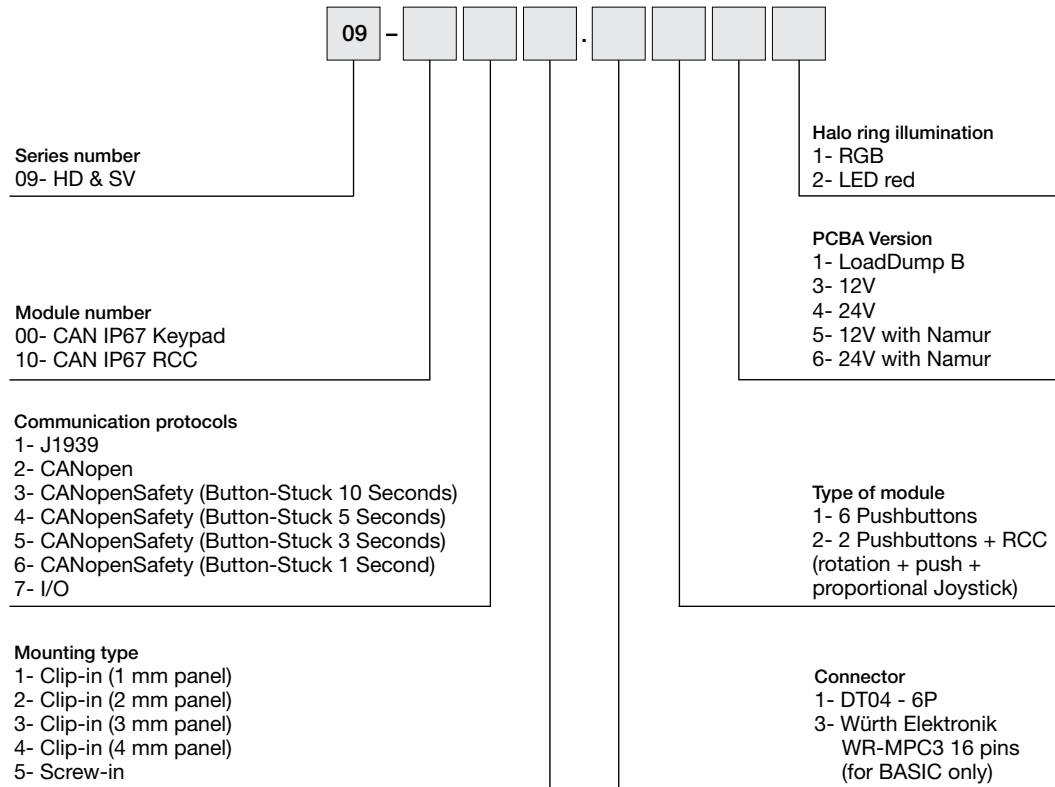 09 – .
Series number
09- HD & SV
Module number
00- CAN IP67 Keypad
10- CAN IP67 RCC
Communication protocols
1- J1939
2- CANopen
3- CANopenSafety (Button-Stuck 10 Seconds)
4- CANopenSafety (Button-Stuck 5 Seconds)
5- CANopenSafety (Button-Stuck 3 Seconds)
6- CANopenSafety (Button-Stuck 1 Second)
7- I/O
Mounting type
1- Clip-in (1 mm panel)
2- Clip-in (2 mm panel)
3- Clip-in (3 mm panel)
4- Clip-in (4 mm panel)
5- Screw-in
Halo ring illumination
1- RGB
2- LED red
PCBA Version
1- LoadDump B
3- 12V
4- 24V
5- 12V with Namur
6- 24V with Namur
Type of module
1- 6 Pushbuttons
2- 2 Pushbuttons + RCC
(rotation + push +
proportional Joystick)
Connector
1- DT04 - 6P
3- Würth Elektronik
WR-MPC3 16 pins
(for BASIC only)